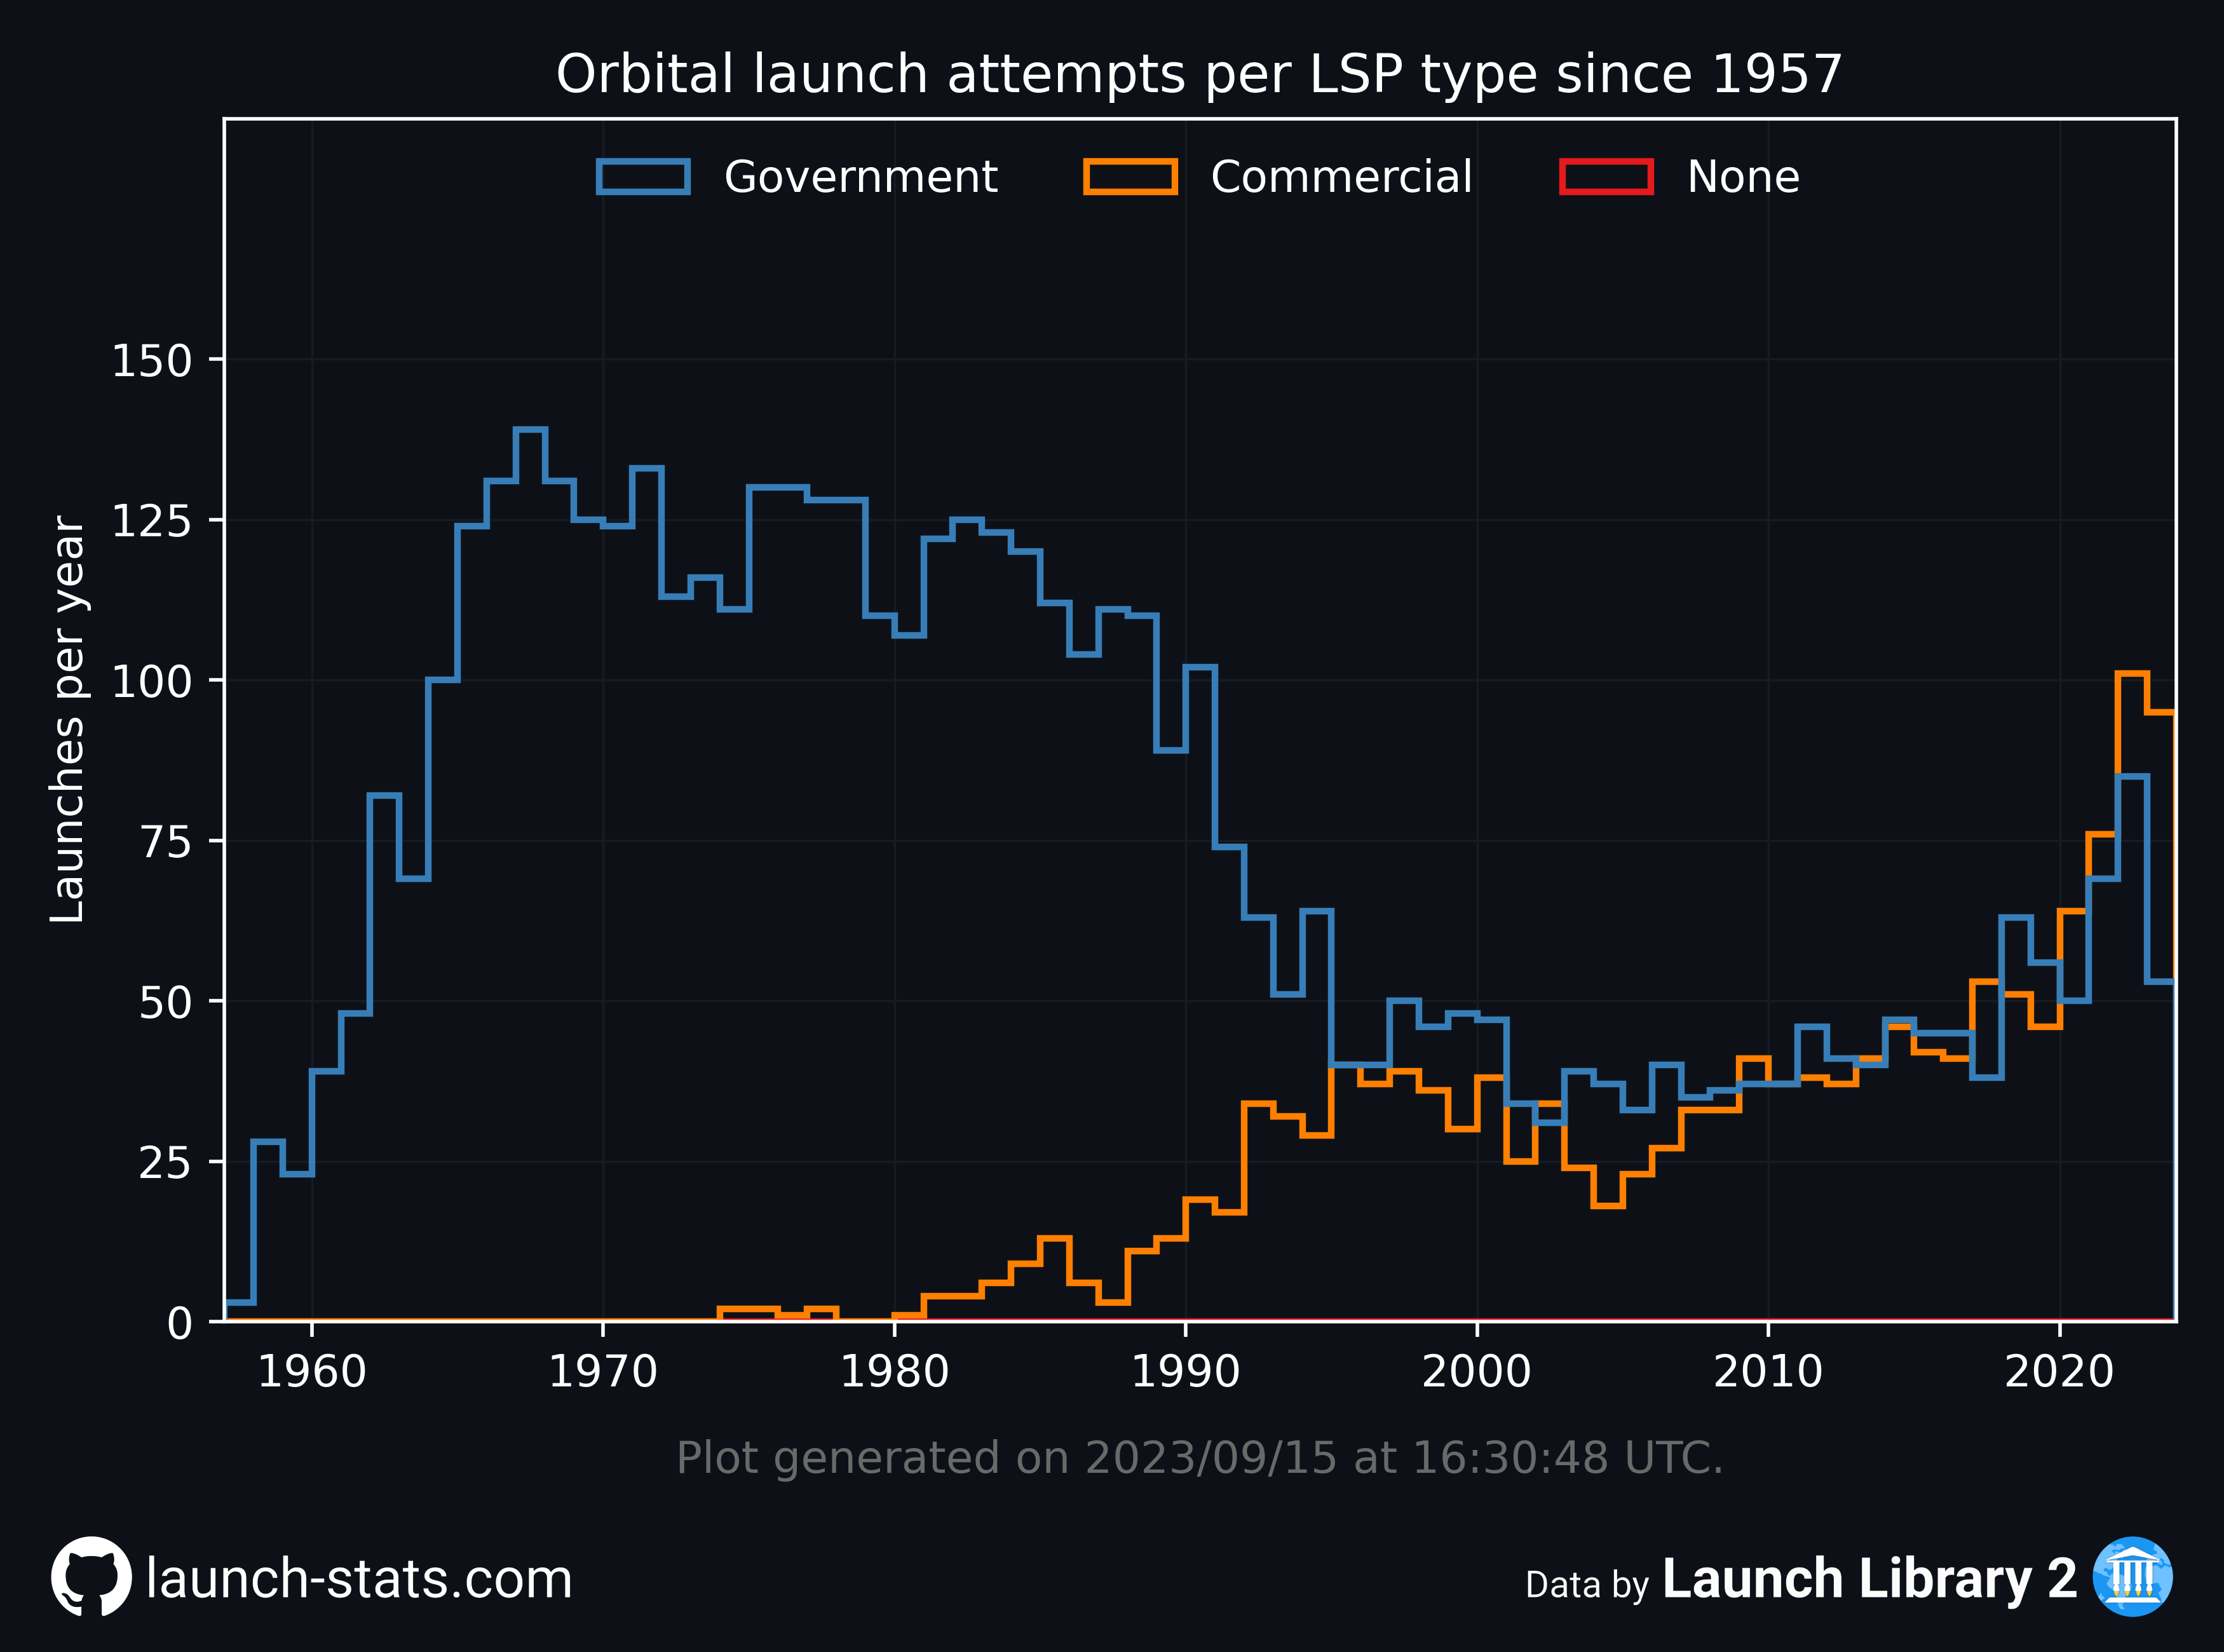 Orbital launch attempts per LSP type since 1957
Government Commercial None
Launches per year
150
125
100
75
50
25
0
1960 1970 1980 1990 2000 2010 2020
Plot generated on 2023/09/15 at 16:30:48 UTC.
launch-stats.com
Data by Launch Library 2